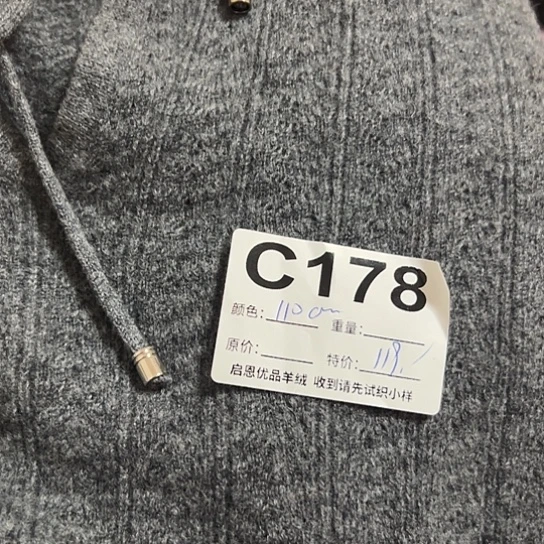 C178
颜色: 110cm 重量:
原价: 特价: 119.
启恩优品羊绒 收到请先试织小样